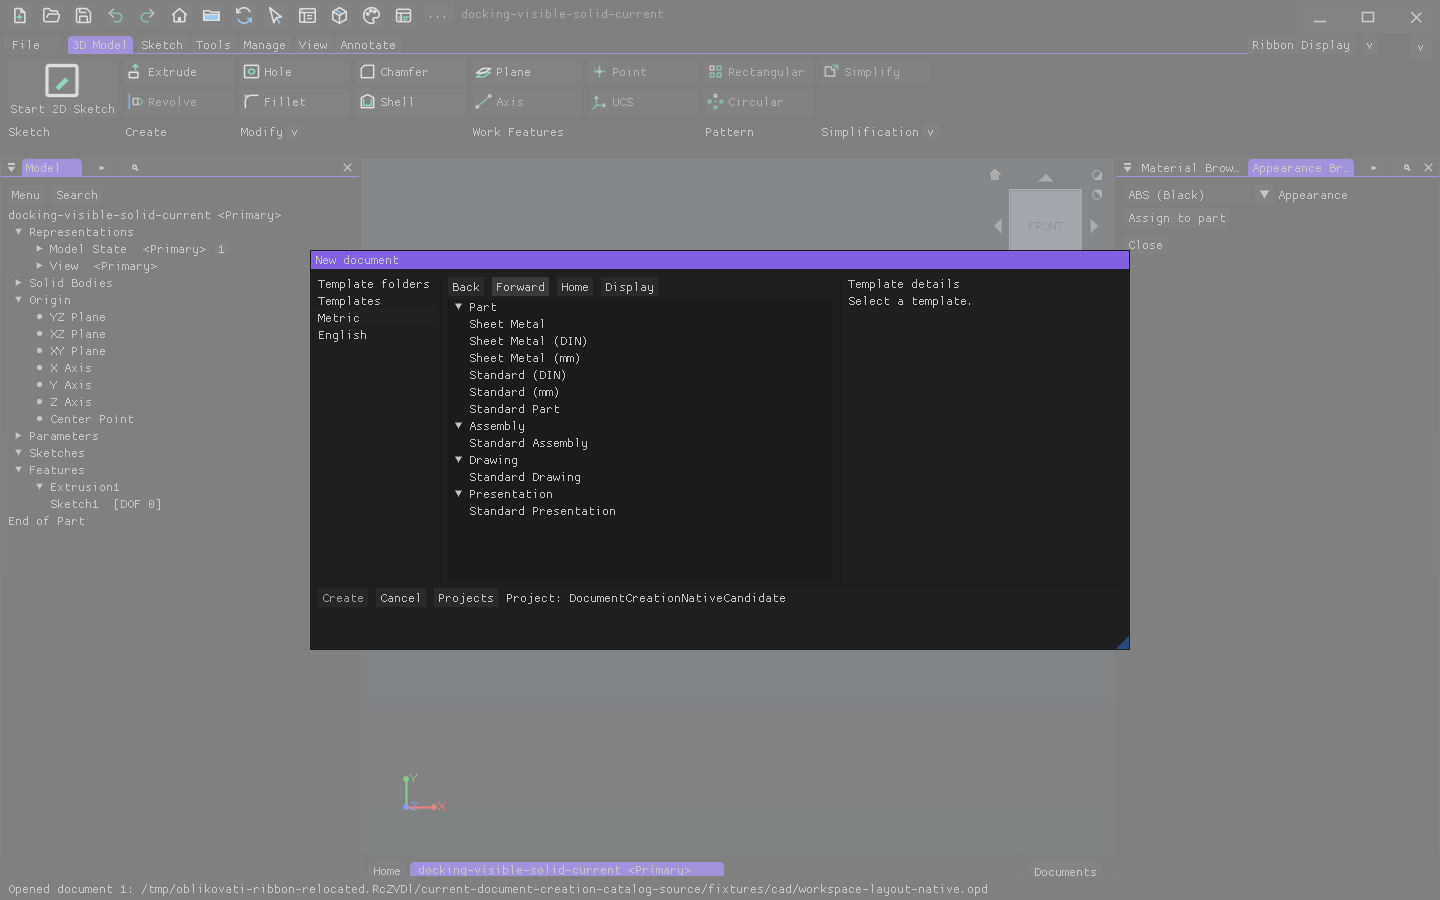 ... docking-visible-solid-current
File 3D Model Sketch Tools Manage View Annotate Ribbon Display v v
Start 2D Sketch
Extrude
Revolve
Hole
Fillet
Chamfer
Shell
Plane
Axis
Point
UCS
Rectangular
Circular
Simplify
Sketch Create Modify v Work Features Pattern Simplification v
Model
Menu Search
docking-visible-solid-current <Primary>
Representations
Model State <Primary> 1
View <Primary>
Solid Bodies
Origin
YZ Plane
XZ Plane
XY Plane
X Axis
Y Axis
Z Axis
Center Point
Parameters
Sketches
Features
Extrusion1
Sketch1 [DOF 0]
End of Part
FRONT
Material Brow… Appearance Br…
ABS (Black) Appearance
Assign to part
Close
New document
Template folders
Templates
Metric
English
Back Forward Home Display
Part
Sheet Metal
Sheet Metal (DIN)
Sheet Metal (mm)
Standard (DIN)
Standard (mm)
Standard Part
Assembly
Standard Assembly
Drawing
Standard Drawing
Presentation
Standard Presentation
Template details
Select a template.
Create Cancel Projects Project: DocumentCreationNativeCandidate
Y
Z X
Home docking-visible-solid-current <Primary> Documents
Opened document 1: /tmp/oblikovati-ribbon-relocated.RcZVDl/current-document-creation-catalog-source/fixtures/cad/workspace-layout-native.opd